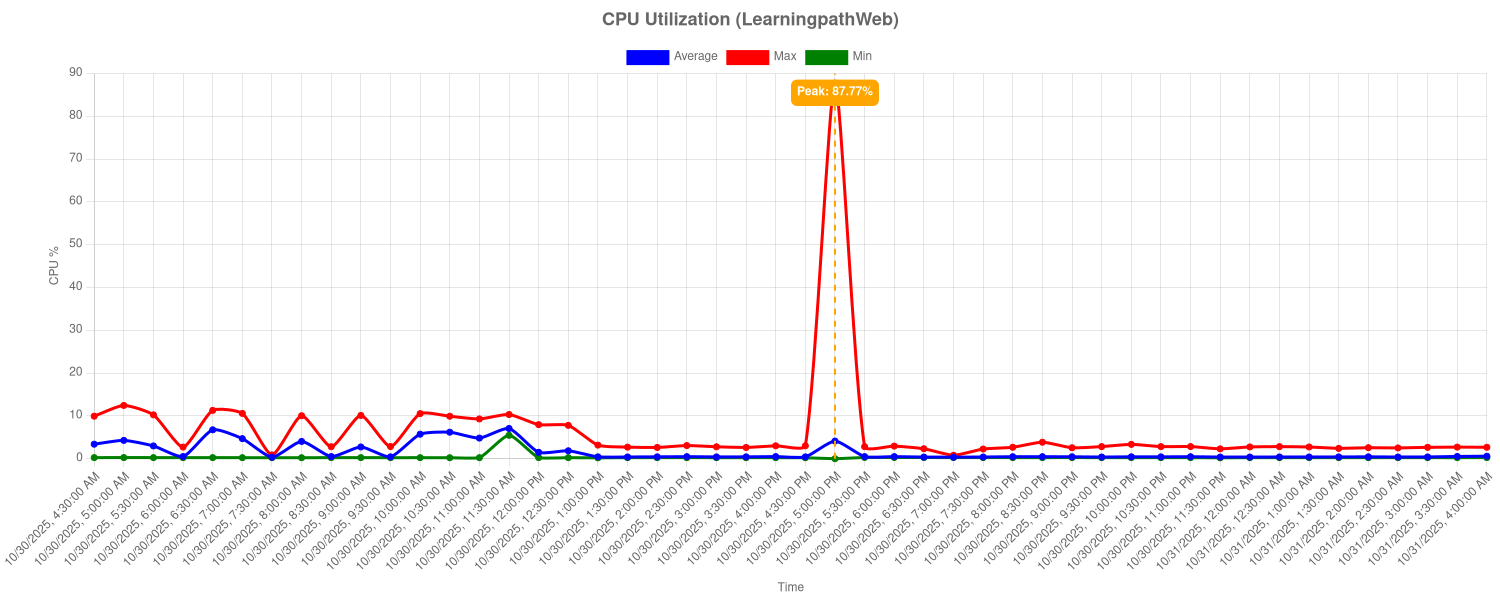 CPU Utilization (LearningpathWeb)
Average Max Min
Peak: 87.77%
90
80
70
60
50
40
30
20
10
0
CPU %
10/30/2025, 4:30:00 AM
10/30/2025, 5:00:00 AM
10/30/2025, 5:30:00 AM
10/30/2025, 6:00:00 AM
10/30/2025, 6:30:00 AM
10/30/2025, 7:00:00 AM
10/30/2025, 7:30:00 AM
10/30/2025, 8:00:00 AM
10/30/2025, 8:30:00 AM
10/30/2025, 9:00:00 AM
10/30/2025, 9:30:00 AM
10/30/2025, 10:00:00 AM
10/30/2025, 10:30:00 AM
10/30/2025, 11:00:00 AM
10/30/2025, 11:30:00 AM
10/30/2025, 12:00:00 PM
10/30/2025, 12:30:00 PM
10/30/2025, 1:00:00 PM
10/30/2025, 1:30:00 PM
10/30/2025, 2:00:00 PM
10/30/2025, 2:30:00 PM
10/30/2025, 3:00:00 PM
10/30/2025, 3:30:00 PM
10/30/2025, 4:00:00 PM
10/30/2025, 4:30:00 PM
10/30/2025, 5:00:00 PM
10/30/2025, 5:30:00 PM
10/30/2025, 6:00:00 PM
10/30/2025, 6:30:00 PM
10/30/2025, 7:00:00 PM
10/30/2025, 7:30:00 PM
10/30/2025, 8:00:00 PM
10/30/2025, 8:30:00 PM
10/30/2025, 9:00:00 PM
10/30/2025, 9:30:00 PM
10/30/2025, 10:00:00 PM
10/30/2025, 10:30:00 PM
10/30/2025, 11:00:00 PM
10/30/2025, 11:30:00 PM
10/31/2025, 12:00:00 AM
10/31/2025, 12:30:00 AM
10/31/2025, 1:00:00 AM
10/31/2025, 1:30:00 AM
10/31/2025, 2:00:00 AM
10/31/2025, 2:30:00 AM
10/31/2025, 3:00:00 AM
10/31/2025, 3:30:00 AM
10/31/2025, 4:00:00 AM
Time